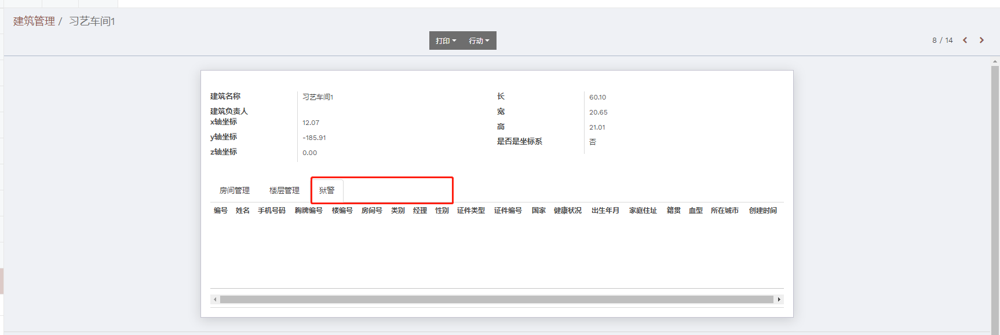 建筑管理 / 习艺车间1
打印 行动
8 / 14
建筑名称 习艺车间1
建筑负责人
x轴坐标 12.07
y轴坐标 -185.91
z轴坐标 0.00
长 60.10
宽 20.65
高 21.01
是否是坐标系 否
房间管理 楼层管理 狱警
编号 姓名 手机号码 胸牌编号 楼编号 房间号 类别 经理 性别 证件类型 证件编号 国家 健康状况 出生年月 家庭住址 籍贯 血型 所在城市 创建时间